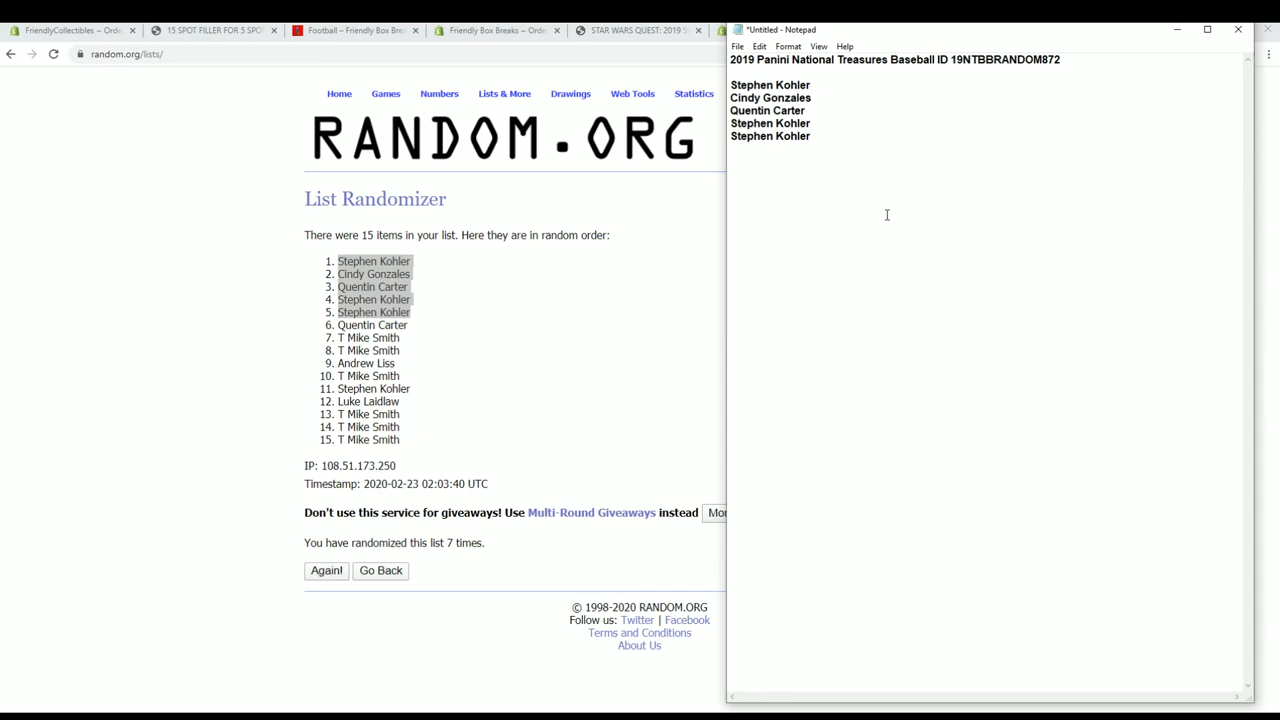 FriendlyCollectibles – Orde
15 SPOT FILLER FOR 5 SPO
Football – Friendly Box Bre
Friendly Box Breaks – Orde
STAR WARS QUEST: 2019 S
*Untitled - Notepad
File Edit Format View Help
random.org/lists/
2019 Panini National Treasures Baseball ID 19NTBBRANDOM872
Stephen Kohler
Cindy Gonzales
Quentin Carter
Stephen Kohler
Stephen Kohler
Home Games Numbers Lists & More Drawings Web Tools Statistics
RANDOM.ORG
List Randomizer
There were 15 items in your list. Here they are in random order:
1. Stephen Kohler
2. Cindy Gonzales
3. Quentin Carter
4. Stephen Kohler
5. Stephen Kohler
6. Quentin Carter
7. T Mike Smith
8. T Mike Smith
9. Andrew Liss
10. T Mike Smith
11. Stephen Kohler
12. Luke Laidlaw
13. T Mike Smith
14. T Mike Smith
15. T Mike Smith
IP: 108.51.173.250
Timestamp: 2020-02-23 02:03:40 UTC
Don't use this service for giveaways! Use Multi-Round Giveaways instead Mor
You have randomized this list 7 times.
Again! Go Back
© 1998-2020 RANDOM.ORG
Follow us: Twitter | Facebook
Terms and Conditions
About Us